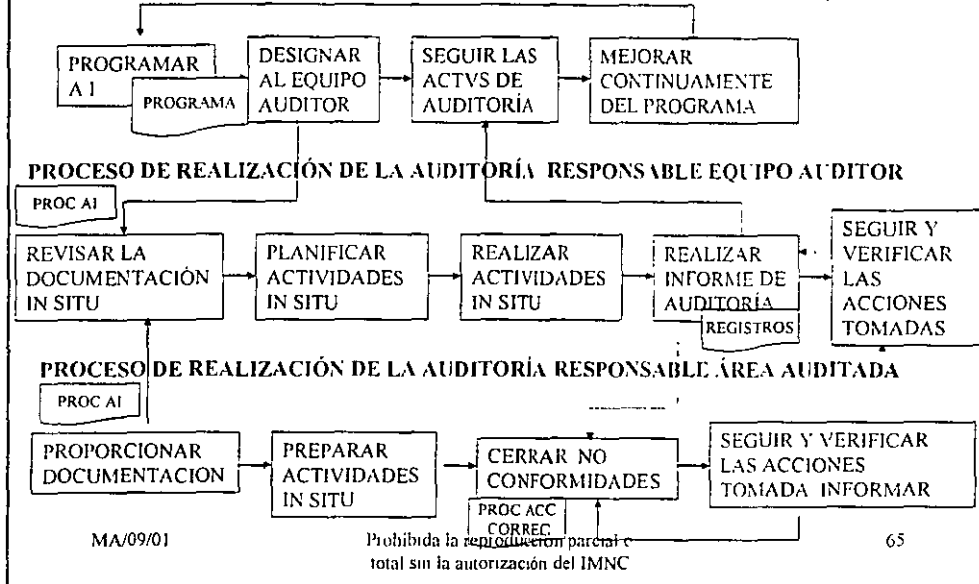 PROGRAMAR
A I
PROGRAMA
DESIGNAR
AL EQUIPO
AUDITOR
SEGUIR LAS
ACTVS DE
AUDITORÍA
MEJORAR
CONTINUAMENTE
DEL PROGRAMA
PROCESO DE REALIZACIÓN DE LA AUDITORÍA RESPONSABLE EQUIPO AUDITOR
PROC AI
REVISAR LA
DOCUMENTACIÓN
IN SITU
PLANIFICAR
ACTIVIDADES
IN SITU
REALIZAR
ACTIVIDADES
IN SITU
REALIZAR
INFORME DE
AUDITORÍA
REGISTROS
SEGUIR Y
VERIFICAR
LAS
ACCIONES
TOMADAS
PROCESO DE REALIZACIÓN DE LA AUDITORÍA RESPONSABLE ÁREA AUDITADA
PROC AI
PROPORCIONAR
DOCUMENTACION
PREPARAR
ACTIVIDADES
IN SITU
CERRAR NO
CONFORMIDADES
PROC ACC
CORREC
SEGUIR Y VERIFICAR
LAS ACCIONES
TOMADA INFORMAR
MA/09/01
Prohibida la reproducción parcial o
total sin la autorización del IMNC
65